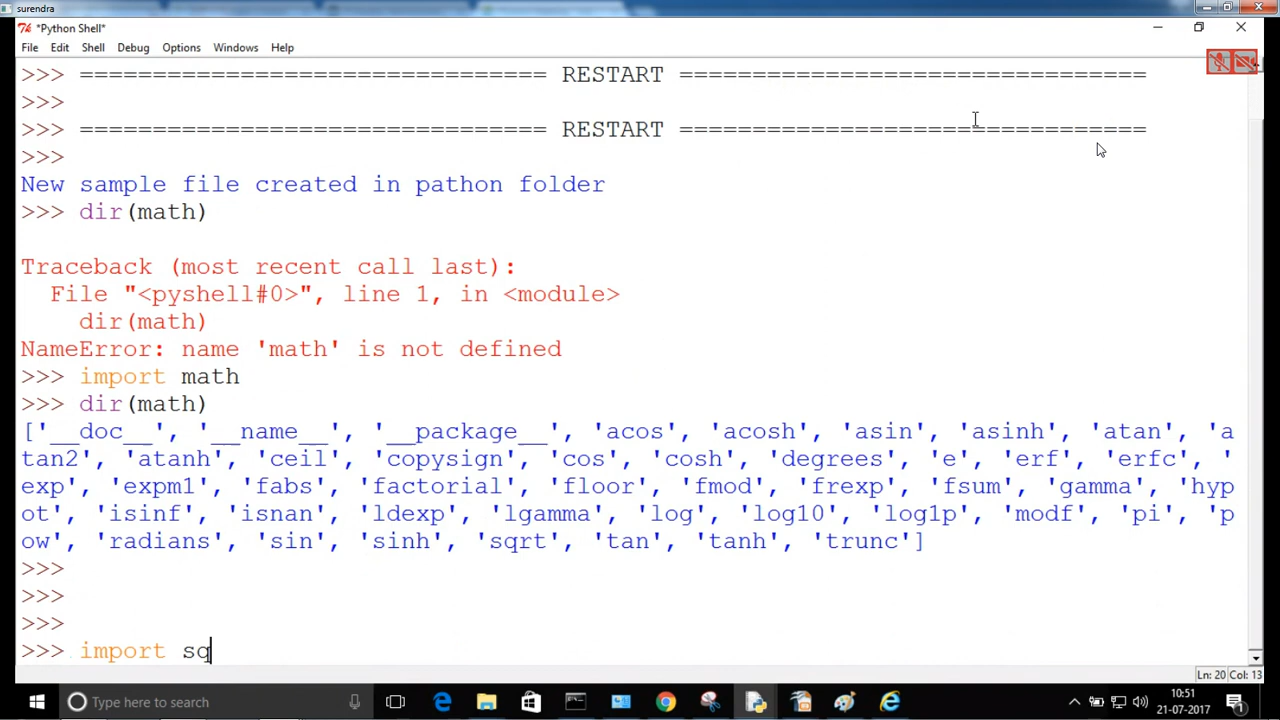 surendra
*Python Shell*
File Edit Shell Debug Options Windows Help
>>> ================================ RESTART ================================
>>>
>>> ================================ RESTART ================================
>>>
New sample file created in pathon folder
>>> dir(math)
Traceback (most recent call last):
File "<pyshell#0>", line 1, in <module>
dir(math)
NameError: name 'math' is not defined
>>> import math
>>> dir(math)
['__doc__', '__name__', '__package__', 'acos', 'acosh', 'asin', 'asinh', 'atan', 'a
tan2', 'atanh', 'ceil', 'copysign', 'cos', 'cosh', 'degrees', 'e', 'erf', 'erfc', '
exp', 'expm1', 'fabs', 'factorial', 'floor', 'fmod', 'frexp', 'fsum', 'gamma', 'hyp
ot', 'isinf', 'isnan', 'ldexp', 'lgamma', 'log', 'log10', 'log1p', 'modf', 'pi', 'p
ow', 'radians', 'sin', 'sinh', 'sqrt', 'tan', 'tanh', 'trunc']
>>>
>>>
>>>
>>> import sq
Ln: 20 Col: 13
Type here to search
10:51
21-07-2017